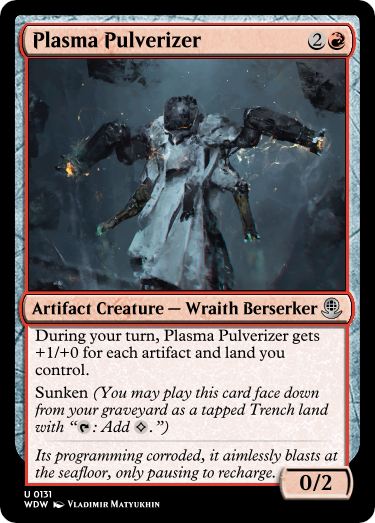 Plasma Pulverizer 2
Artifact Creature — Wraith Berserker
During your turn, Plasma Pulverizer gets
+1/+0 for each artifact and land you
control.
Sunken (You may play this card face down
from your graveyard as a tapped Trench land
with “: Add .”)
Its programming corroded, it aimlessly blasts at
the seafloor, only pausing to recharge.
0/2
U 0131
WDW Vladimir Matyukhin